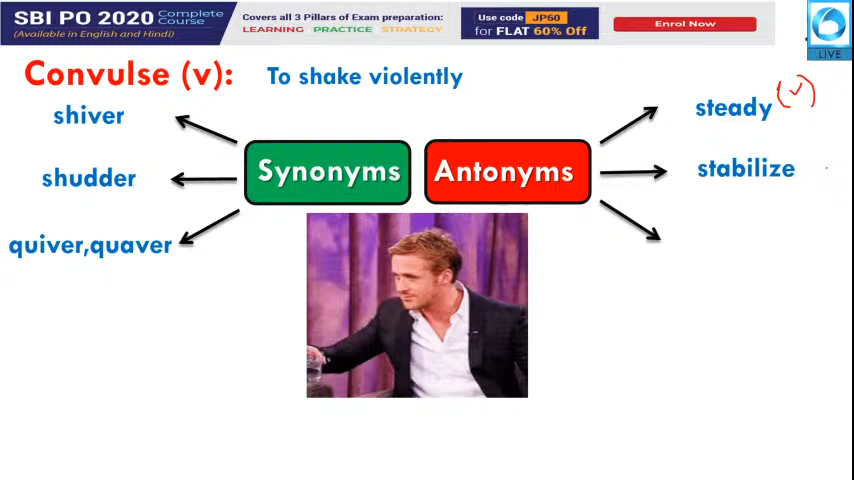 SBI PO 2020 Complete Course
(Available in English and Hindi)
Covers all 3 Pillars of Exam preparation:
LEARNING PRACTICE STRATEGY
Use code JP60
for FLAT 60% Off
Enrol Now
LIVE
Convulse (v): To shake violently
shiver
shudder
quiver,quaver
Synonyms
Antonyms
steady (v)
stabilize